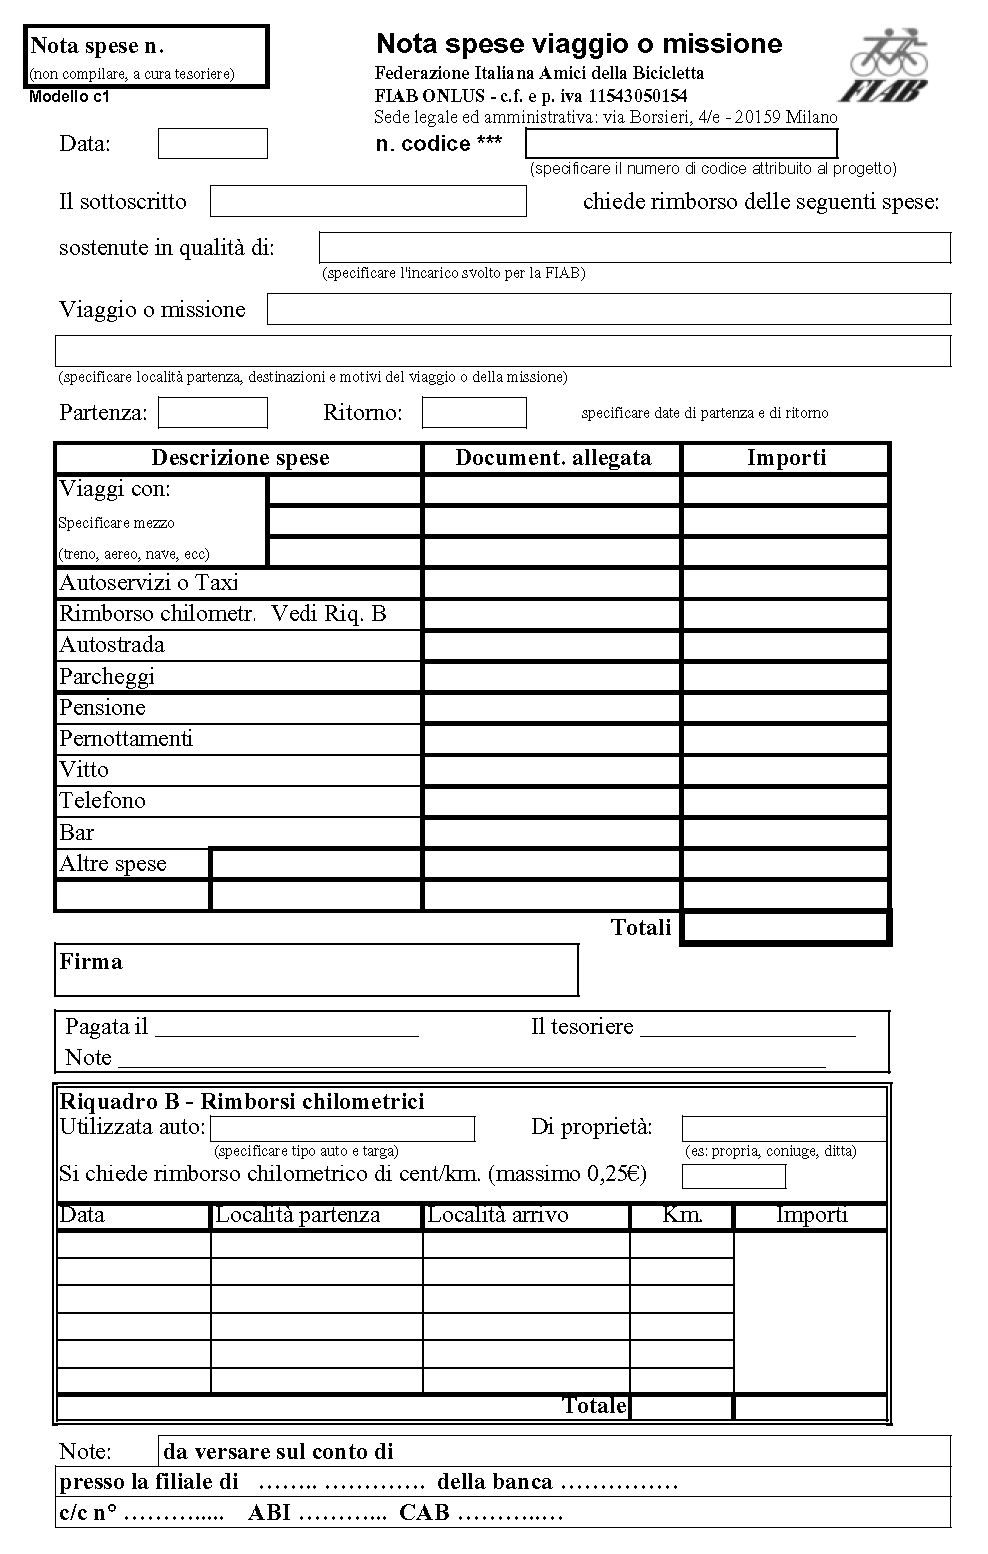 Nota spese n.
(non compilare, a cura tesoriere)
Modello c1
Nota spese viaggio o missione
Federazione Italiana Amici della Bicicletta
FIAB ONLUS - c.f. e p. iva 11543050154
Sede legale ed amministrativa: via Borsieri, 4/e - 20159 Milano
FIAB
Data:
n. codice ***
(specificare il numero di codice attribuito al progetto)
Il sottoscritto chiede rimborso delle seguenti spese:
sostenute in qualità di:
(specificare l'incarico svolto per la FIAB)
Viaggio o missione
(specificare località partenza, destinazioni e motivi del viaggio o della missione)
Partenza: Ritorno: specificare date di partenza e di ritorno
Descrizione spese Document. allegata Importi
Viaggi con:
Specificare mezzo
(treno, aereo, nave, ecc)
Autoservizi o Taxi
Rimborso chilometr. Vedi Riq. B
Autostrada
Parcheggi
Pensione
Pernottamenti
Vitto
Telefono
Bar
Altre spese
Totali
Firma
Pagata il ______________________ Il tesoriere __________________
Note ___________________________________________________________
Riquadro B - Rimborsi chilometrici
Utilizzata auto: Di proprietà:
(specificare tipo auto e targa) (es: propria, coniuge, ditta)
Si chiede rimborso chilometrico di cent/km. (massimo 0,25€)
Data Località partenza Località arrivo Km. Importi
Totale
Note: da versare sul conto di
presso la filiale di …….. …………. della banca ……………
c/c n° ………..... ABI ………... CAB ………..…